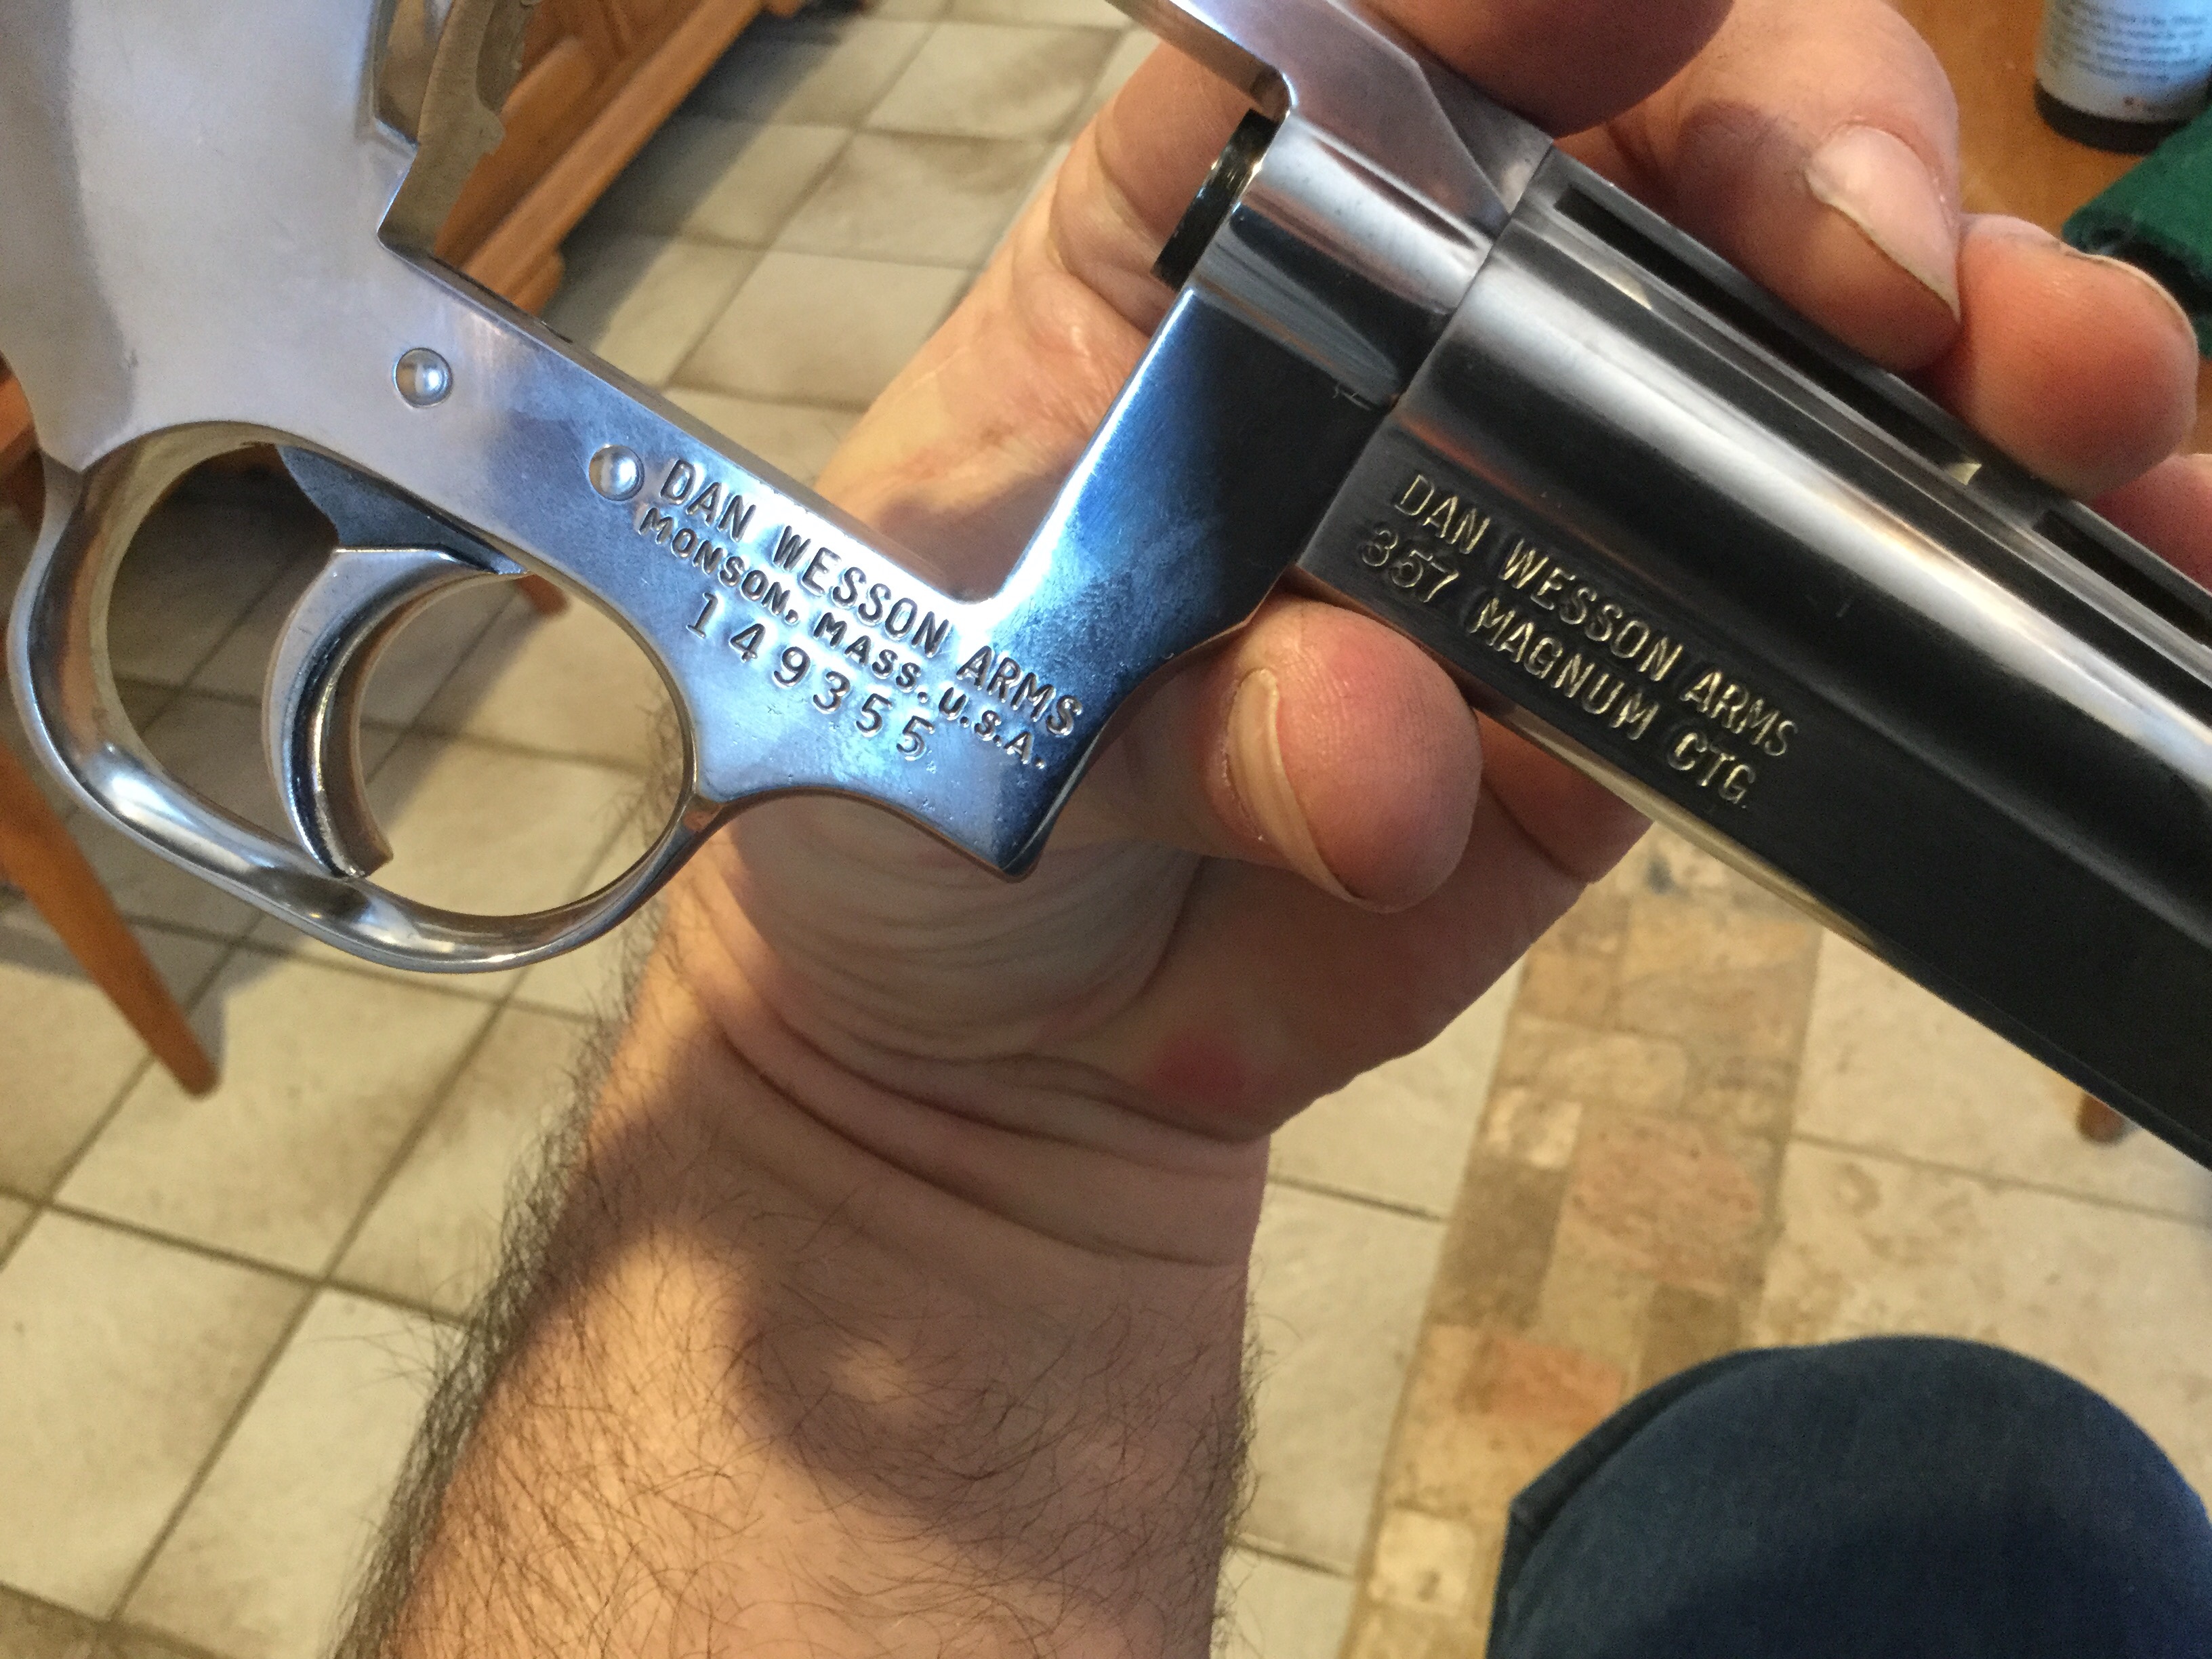 DAN WESSON ARMS
MONSON, MASS. U.S.A.
149355
DAN WESSON ARMS
357 MAGNUM CTG.